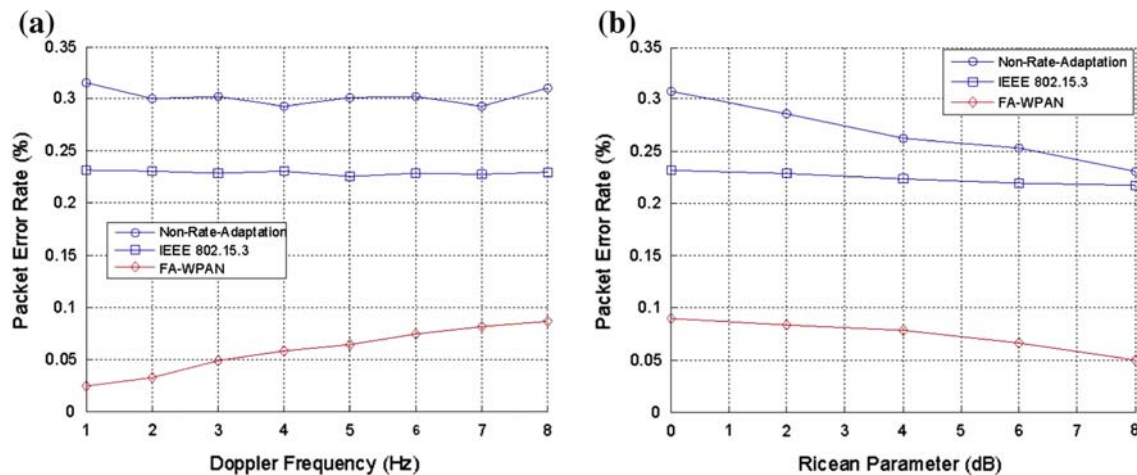 (a)
0.35
0.3
0.25
0.2
0.15
0.1
0.05
0
Packet Error Rate (%)
Non-Rate-Adaptation
IEEE 802.15.3
FA-WPAN
1 2 3 4 5 6 7 8
Doppler Frequency (Hz)
(b)
0.35
0.3
0.25
0.2
0.15
0.1
0.05
0
Packet Error Rate (%)
Non-Rate-Adaptation
IEEE 802.15.3
FA-WPAN
0 1 2 3 4 5 6 7 8
Ricean Parameter (dB)